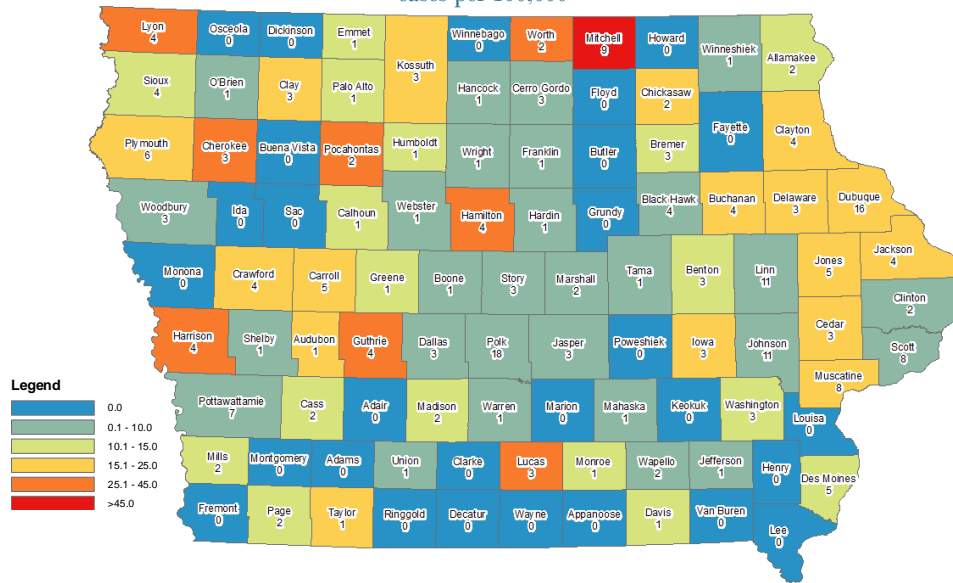 cases per 100,000
Lyon
4
Osceola
0
Dickinson
0
Emmet
1
Kossuth
3
Winnebago
0
Worth
2
Mitchell
9
Howard
0
Winneshiek
1
Allamakee
2
Sioux
4
O'Brien
1
Clay
3
Palo Alto
1
Hancock
1
Cerro Gordo
3
Floyd
0
Chickasaw
2
Fayette
0
Clayton
4
Plymouth
6
Cherokee
3
Buena Vista
0
Pocahontas
2
Humboldt
1
Wright
1
Franklin
1
Butler
0
Bremer
3
Woodbury
3
Ida
0
Sac
0
Calhoun
1
Webster
1
Hamilton
4
Hardin
1
Grundy
0
Black Hawk
4
Buchanan
4
Delaware
3
Dubuque
16
Monona
0
Crawford
4
Carroll
5
Greene
1
Boone
1
Story
3
Marshall
2
Tama
1
Benton
3
Linn
11
Jones
5
Jackson
4
Clinton
2
Harrison
4
Shelby
1
Audubon
1
Guthrie
4
Dallas
3
Polk
18
Jasper
3
Poweshiek
0
Iowa
3
Johnson
11
Cedar
3
Scott
8
Muscatine
8
Legend
0.0
0.1 - 10.0
10.1 - 15.0
15.1 - 25.0
25.1 - 45.0
>45.0
Pottawattamie
7
Cass
2
Adair
0
Madison
2
Warren
1
Marion
0
Mahaska
1
Keokuk
0
Washington
3
Louisa
0
Mills
2
Montgomery
0
Adams
0
Union
1
Clarke
0
Lucas
3
Monroe
1
Wapello
2
Jefferson
1
Henry
0
Des Moines
5
Fremont
0
Page
2
Taylor
1
Ringgold
0
Decatur
0
Wayne
0
Appanoose
0
Davis
1
Van Buren
0
Lee
0